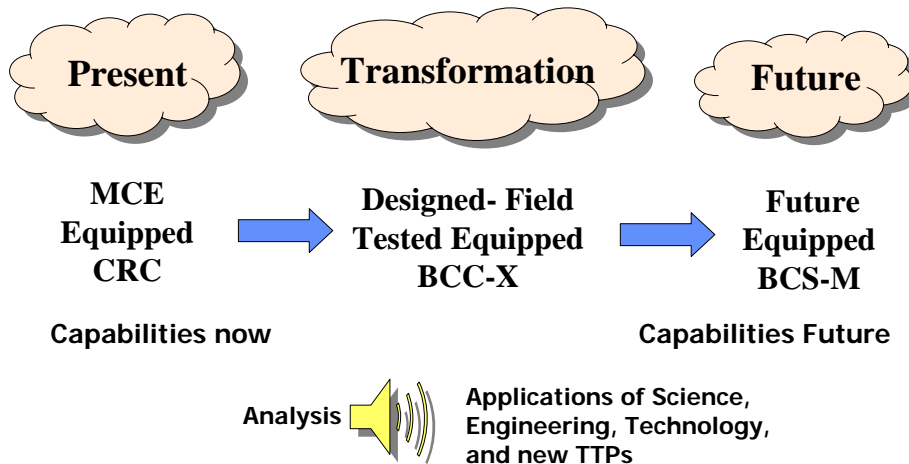 Present
Transformation
Future
MCE
Equipped
CRC
Designed- Field
Tested Equipped
BCC-X
Future
Equipped
BCS-M
Capabilities now
Capabilities Future
Analysis
Applications of Science,
Engineering, Technology,
and new TTPs